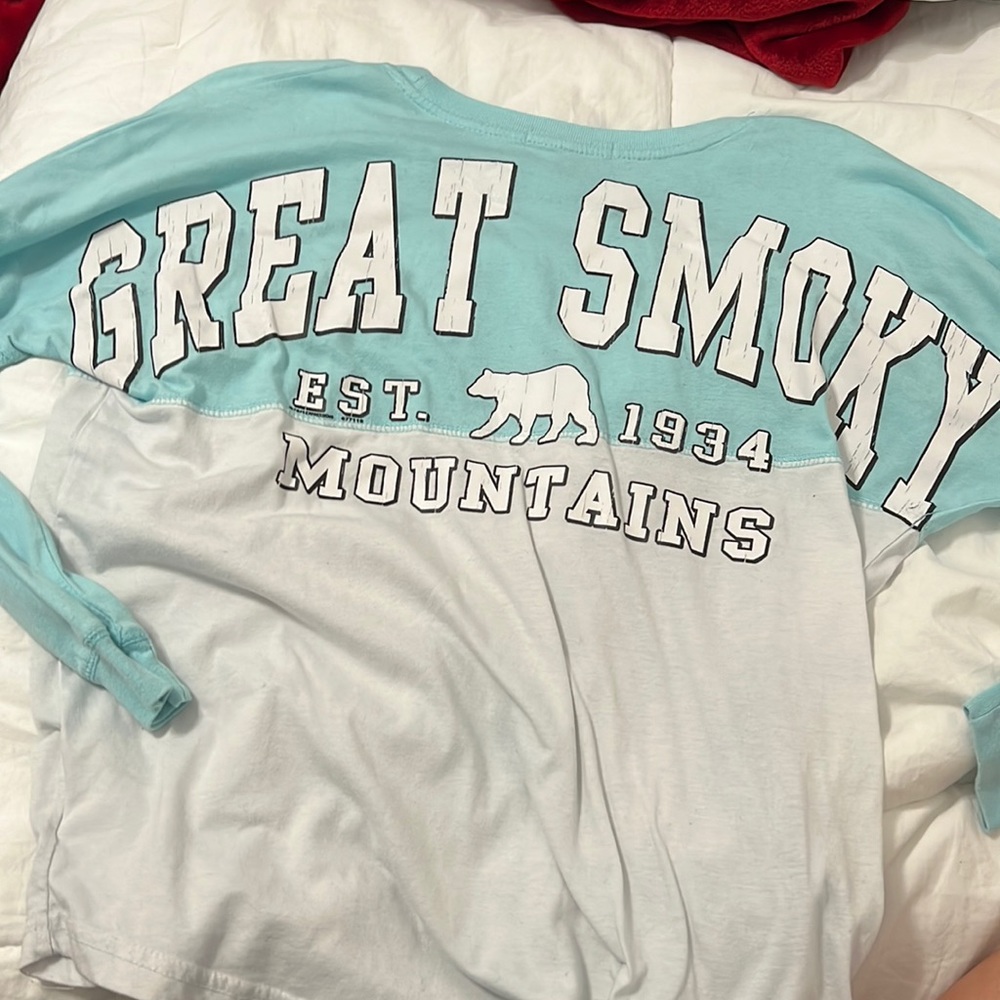 GREAT SMOKY
EST. 1934
MOUNTAINS